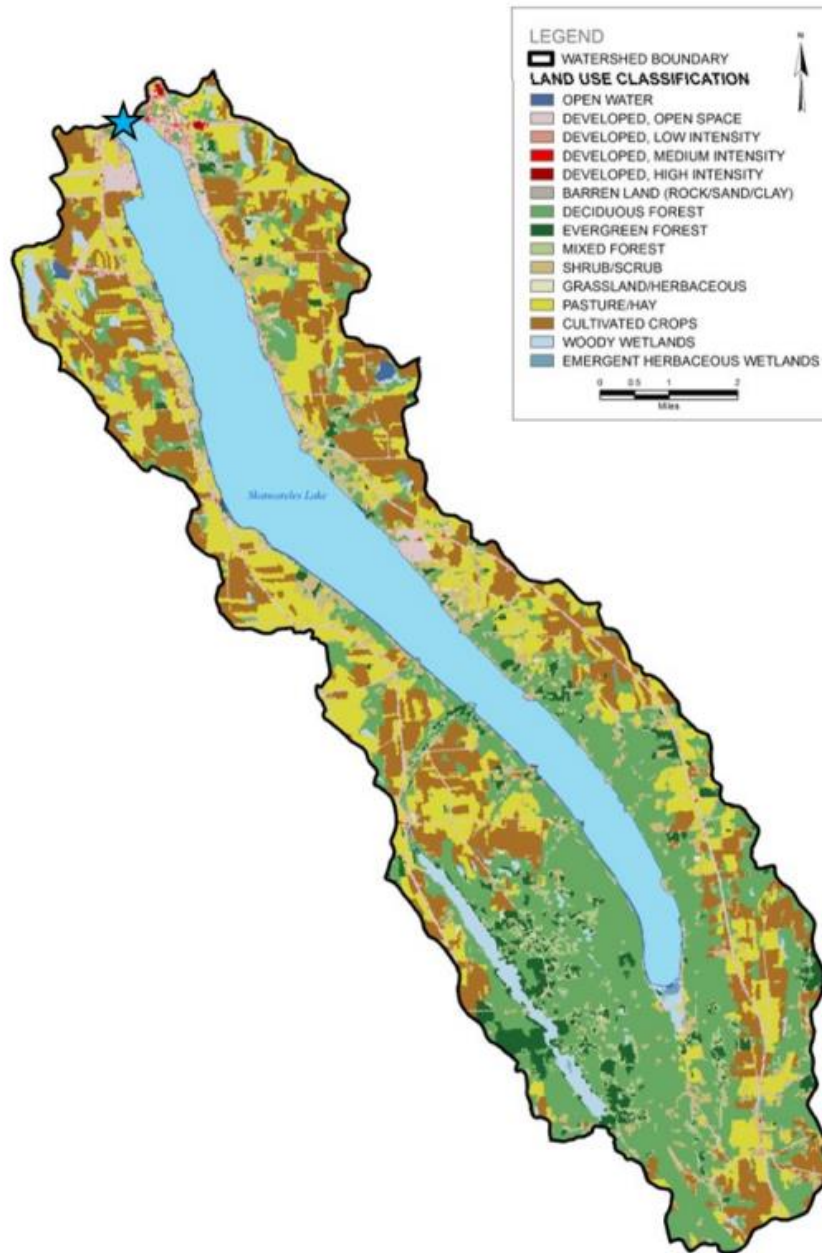 LEGEND
N
WATERSHED BOUNDARY
LAND USE CLASSIFICATION
OPEN WATER
DEVELOPED, OPEN SPACE
DEVELOPED, LOW INTENSITY
DEVELOPED, MEDIUM INTENSITY
DEVELOPED, HIGH INTENSITY
BARREN LAND (ROCK/SAND/CLAY)
DECIDUOUS FOREST
EVERGREEN FOREST
MIXED FOREST
SHRUB/SCRUB
GRASSLAND/HERBACEOUS
PASTURE/HAY
CULTIVATED CROPS
WOODY WETLANDS
EMERGENT HERBACEOUS WETLANDS
0 0.5 1 2
Miles
Skaneateles Lake